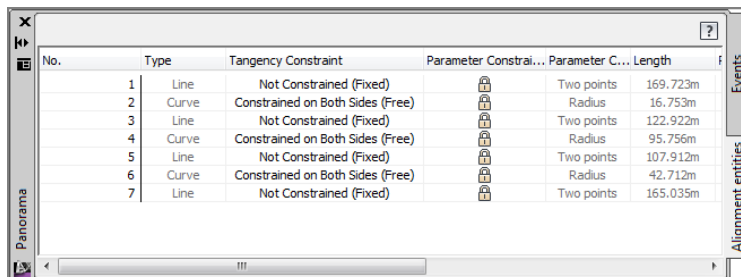 ?
No. Type Tangency Constraint Parameter Constrai... Parameter C... Length
1 Line Not Constrained (Fixed) Two points 169.723m
2 Curve Constrained on Both Sides (Free) Radius 16.753m
3 Line Not Constrained (Fixed) Two points 122.922m
4 Curve Constrained on Both Sides (Free) Radius 95.756m
5 Line Not Constrained (Fixed) Two points 107.912m
6 Curve Constrained on Both Sides (Free) Radius 42.712m
7 Line Not Constrained (Fixed) Two points 165.035m
Panorama
Events
Alignment entities